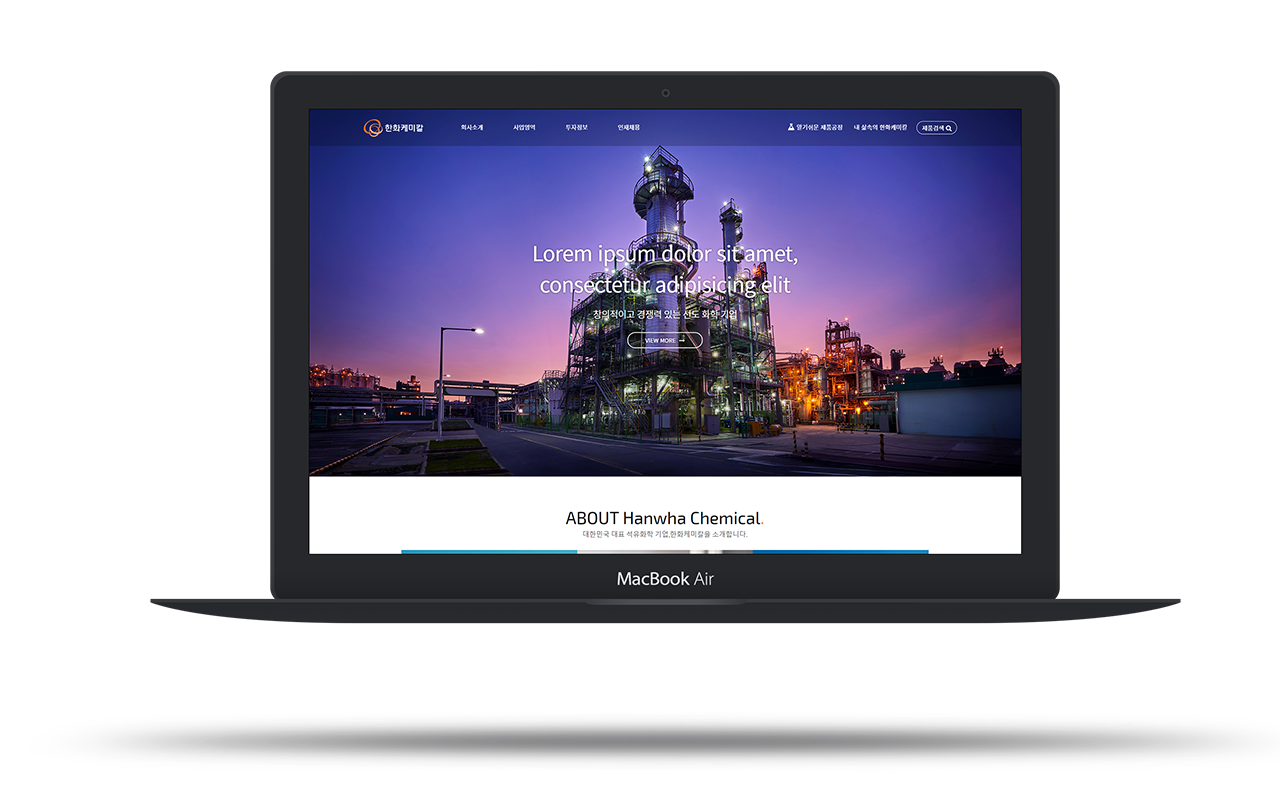 한화케미칼
회사소개
사업영역
투자정보
인재채용
알기쉬운 제품공정
내 삶속의 한화케미칼
제품검색
Lorem ipsum dolor sit amet,
consectetur adipisicing elit
창의적이고 경쟁력 있는 선도 화학 기업
VIEW MORE
ABOUT Hanwha Chemical.
대한민국 대표 석유화학 기업,한화케미칼을 소개합니다.
MacBook Air